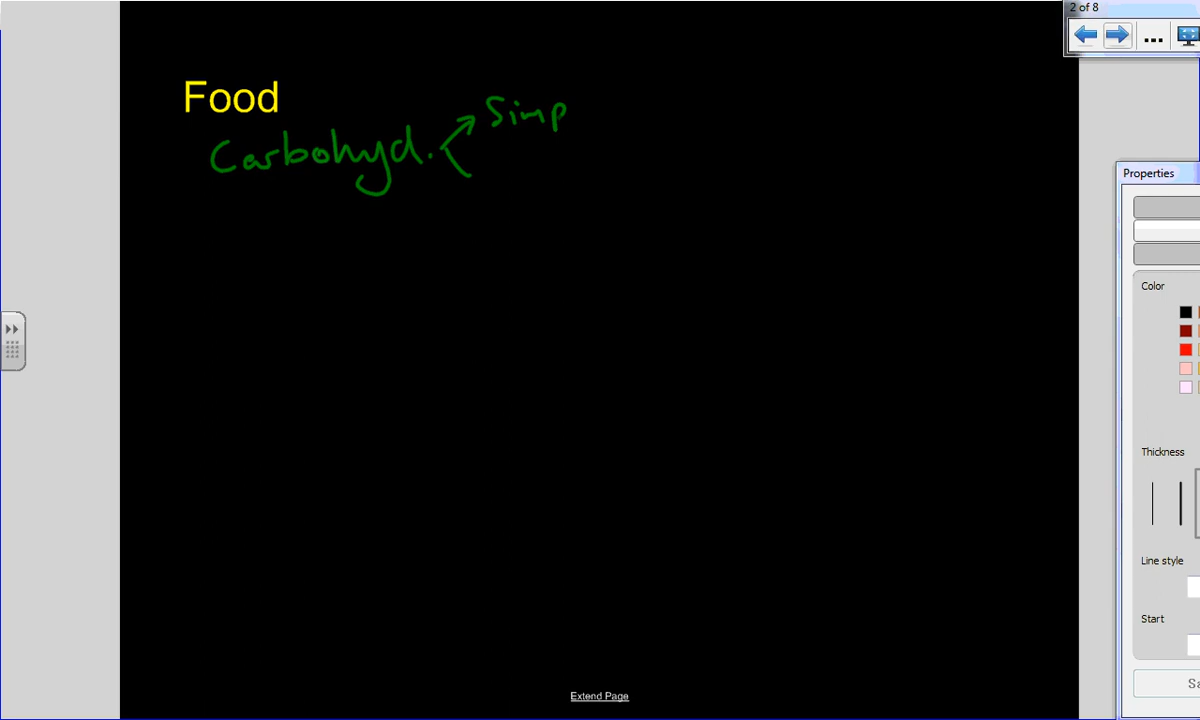 2 of 8
Food
Simp
Carbohyd.
Properties
Color
Thickness
Line style
Start
Extend Page